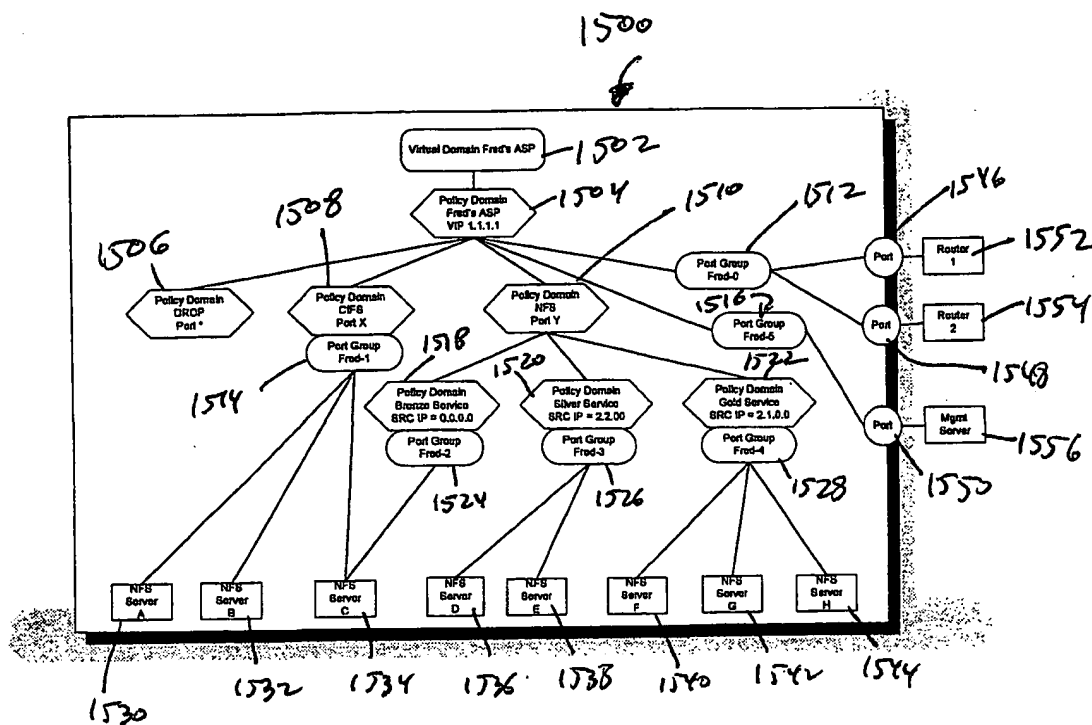 1500
Virtual Domain Fred's ASP
1502
Policy Domain
Fred's ASP
VIP 1.1.1.1
1504
1506
1508
1510
1512
1546
Policy Domain
DROP
Port *
Policy Domain
CIFS
Port X
Port Group
Fred-1
1514
Policy Domain
NFS
Port Y
Port Group
Fred-0
1516
Port Group
Fred-5
Port
Router
1
1552
Port
Router
2
1554
1548
Port
Mgmt
Server
1556
1550
1518
Policy Domain
Bronze Service
SRC IP = 0.0.0.0
Port Group
Fred-2
1524
1520
Policy Domain
Silver Service
SRC IP = 2.2.00
Port Group
Fred-3
1526
1522
Policy Domain
Gold Service
SRC IP = 2.1.0.0
Port Group
Fred-4
1528
NFS
Server
A
NFS
Server
B
NFS
Server
C
NFS
Server
D
NFS
Server
E
NFS
Server
F
NFS
Server
G
NFS
Server
H
1530
1532
1534
1536
1538
1540
1542
1544